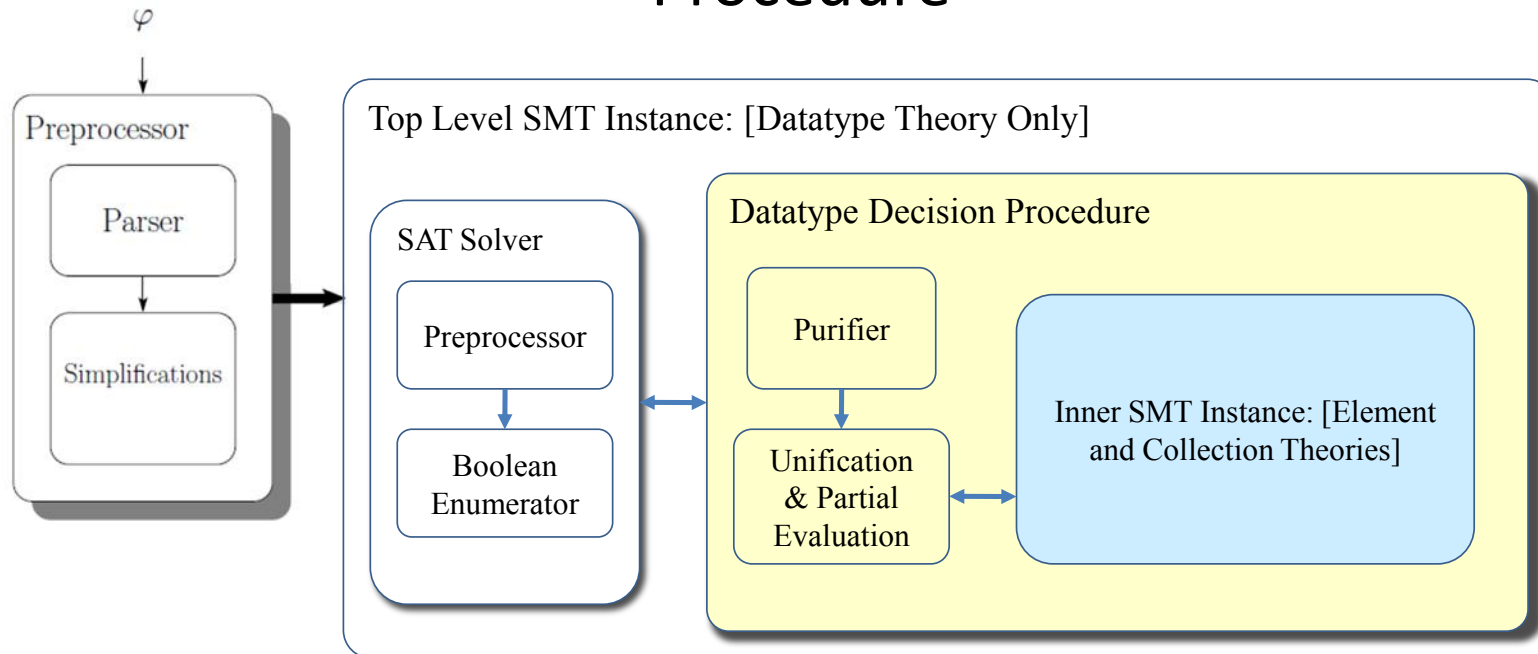 Procedure
φ
Preprocessor
Parser
Simplifications
Top Level SMT Instance: [Datatype Theory Only]
SAT Solver
Preprocessor
Boolean
Enumerator
Datatype Decision Procedure
Purifier
Unification
& Partial
Evaluation
Inner SMT Instance: [Element
and Collection Theories]